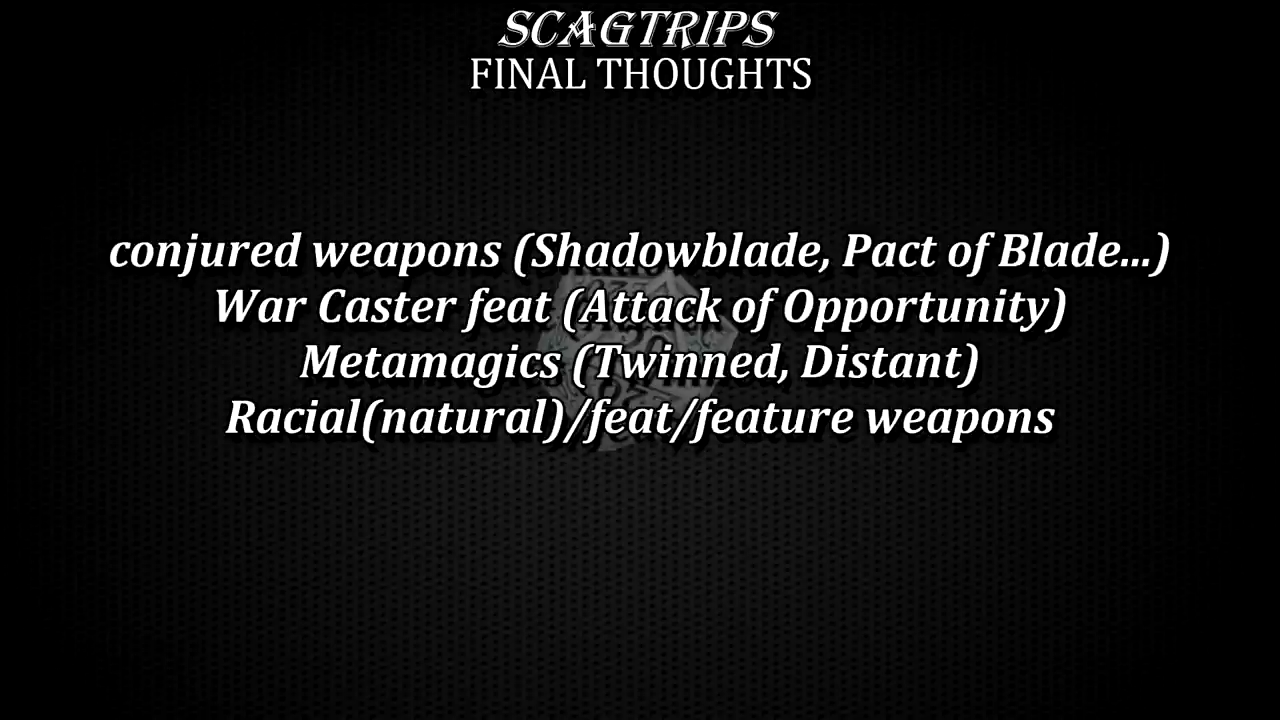 SCAGTRIPS
FINAL THOUGHTS
conjured weapons (Shadowblade, Pact of Blade...)
War Caster feat (Attack of Opportunity)
Metamagics (Twinned, Distant)
Racial(natural)/feat/feature weapons